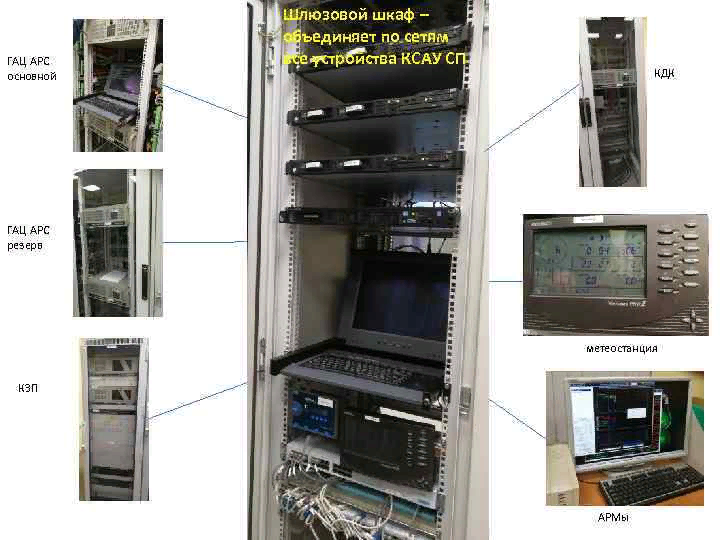 Шлюзовой шкаф –
объединяет по сетям
все устройства КСАУ СП
ГАЦ АРС
основной
КДК
ГАЦ АРС
резерв
метеостанция
КЗП
АРМы